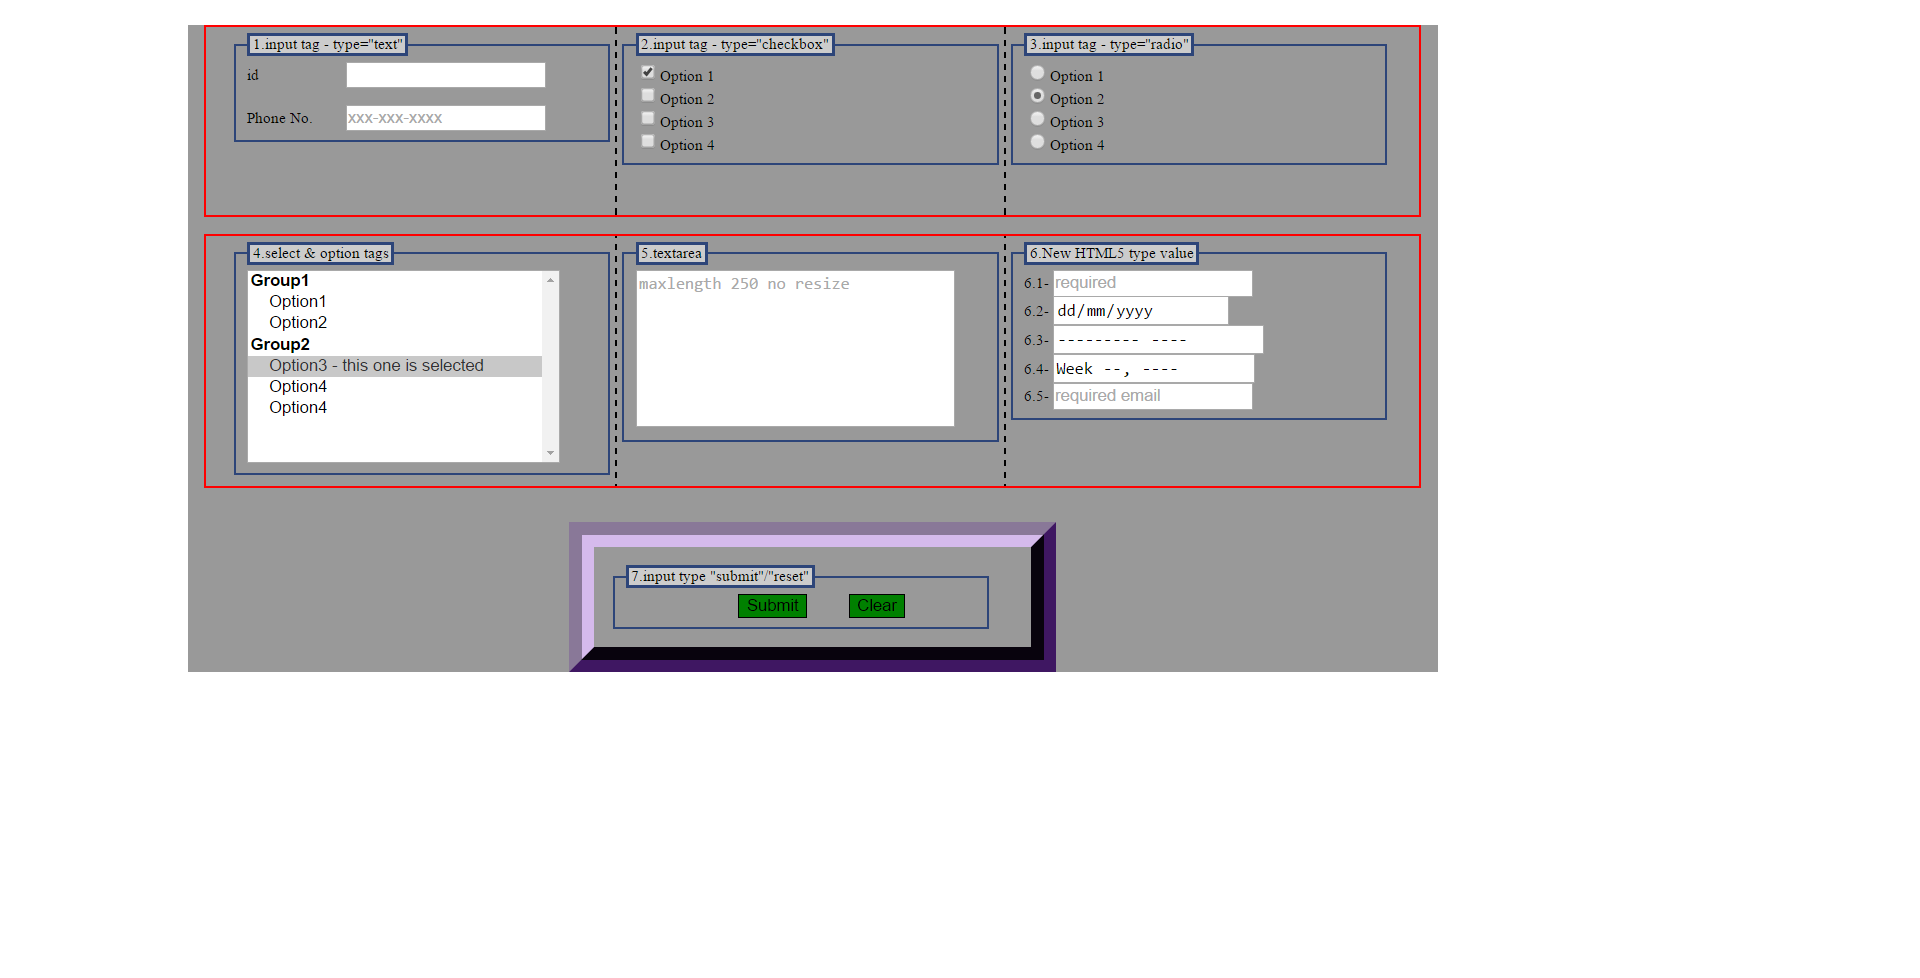 1.input tag - type="text"
id
Phone No. xxx-xxx-xxxx
2.input tag - type="checkbox"
Option 1
Option 2
Option 3
Option 4
3.input tag - type="radio"
Option 1
Option 2
Option 3
Option 4
4.select & option tags
Group1
Option1
Option2
Group2
Option3 - this one is selected
Option4
Option4
5.textarea
maxlength 250 no resize
6.New HTML5 type value
6.1- required
6.2- dd/mm/yyyy
6.3- --------- ----
6.4- Week --, ----
6.5- required email
7.input type "submit"/"reset"
Submit Clear